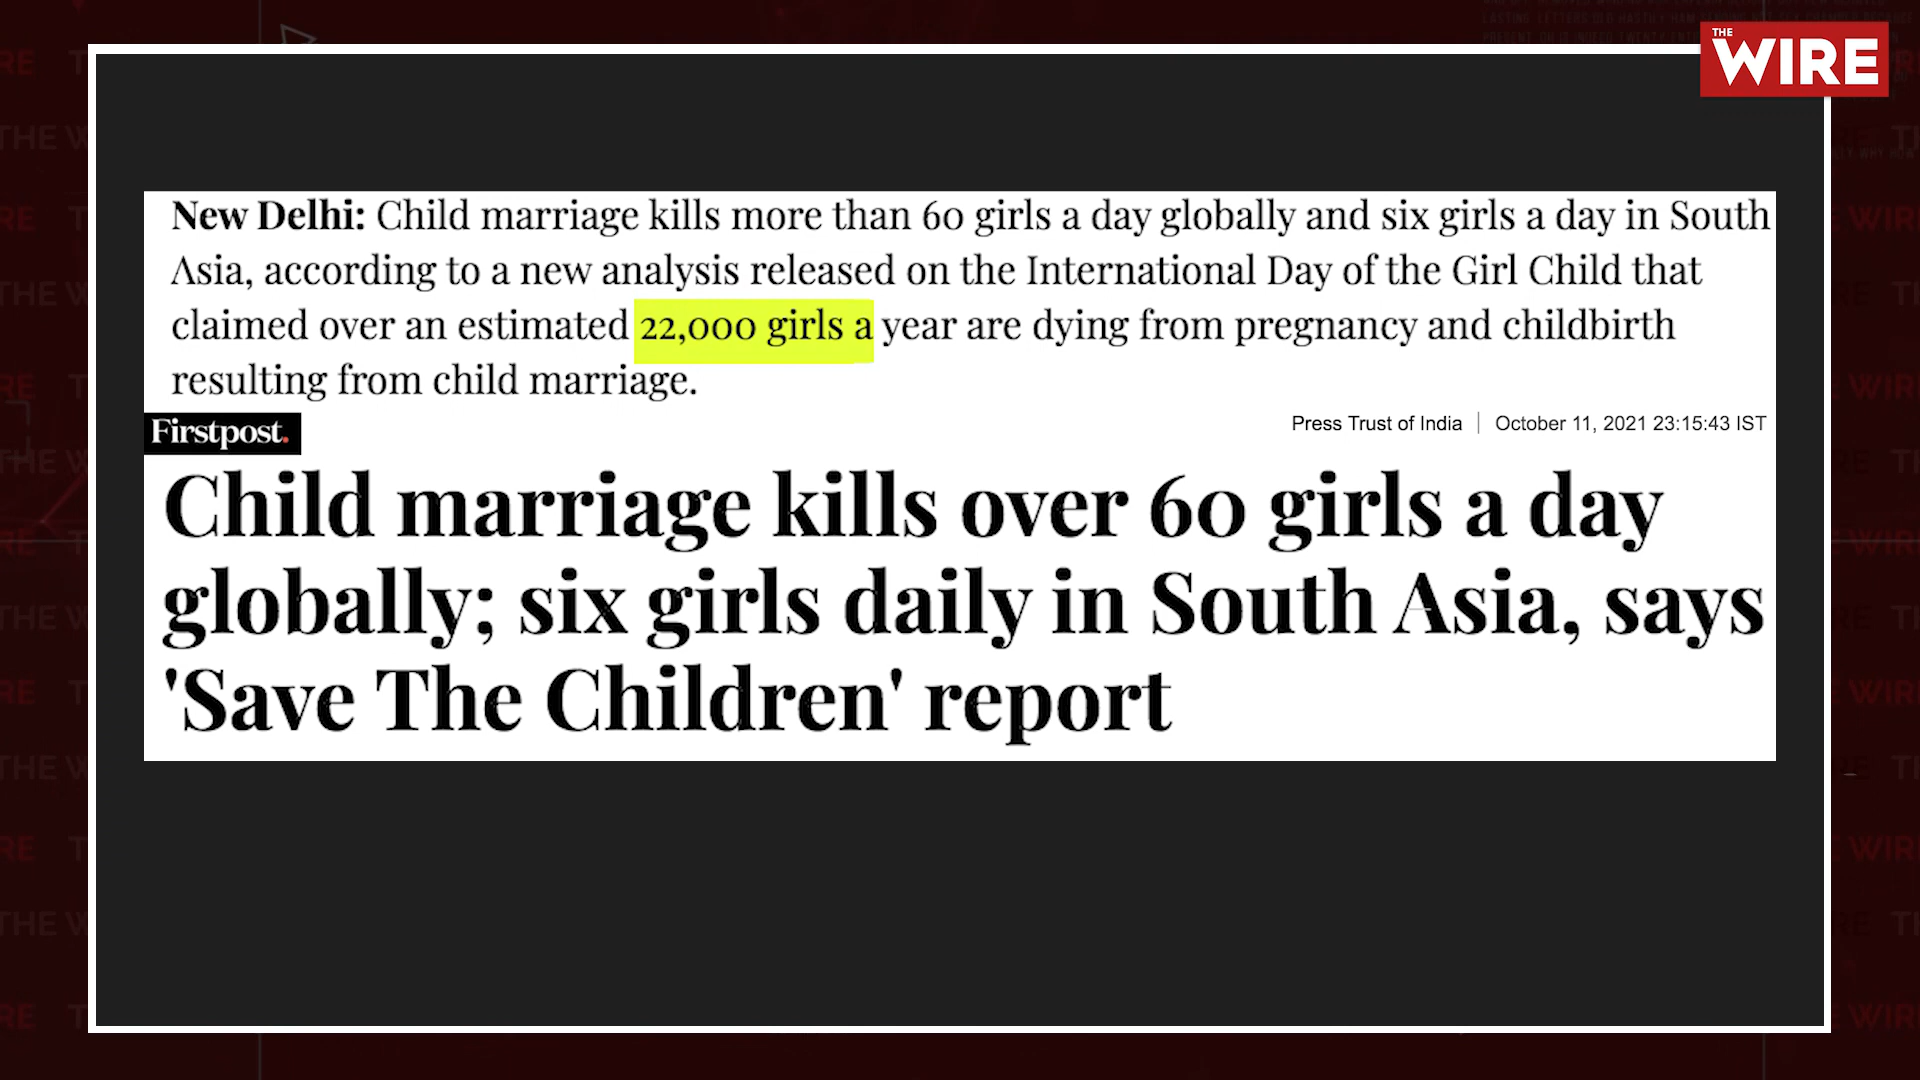 THE
WIRE
New Delhi: Child marriage kills more than 60 girls a day globally and six girls a day in South
Asia, according to a new analysis released on the International Day of the Girl Child that
claimed over an estimated 22,000 girls a year are dying from pregnancy and childbirth
resulting from child marriage.
Firstpost.
Press Trust of India | October 11, 2021 23:15:43 IST
Child marriage kills over 60 girls a day
globally; six girls daily in South Asia, says
'Save The Children' report